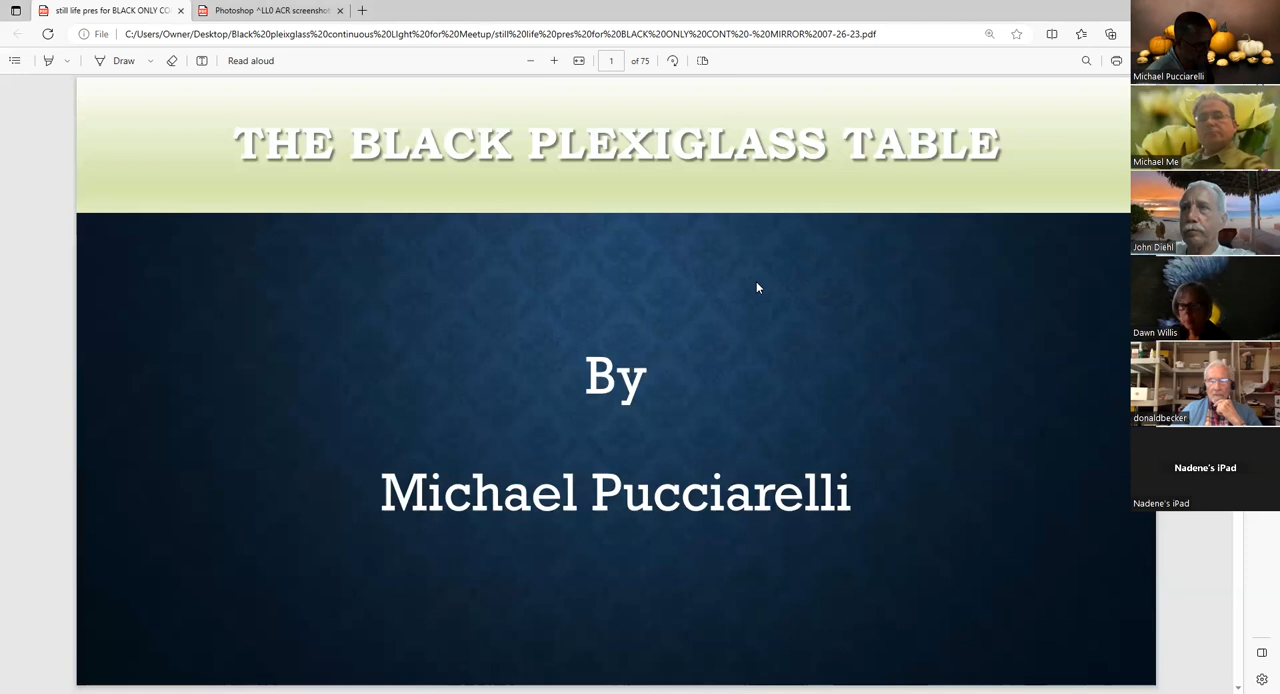 still life pres for BLACK ONLY CO
Photoshop ^LL0 ACR screenshot
File
C:/Users/Owner/Desktop/Black%20pleixglass%20continuous%20LIght%20for%20Meetup/still%20life%20pres%20for%20BLACK%20ONLY%20CONT%20-%20MIRROR%2007-26-23.pdf
Draw
Read aloud
1 of 75
THE BLACK PLEXIGLASS TABLE
By
Michael Pucciarelli
Michael Pucciarelli
Michael Me
John Diehl
Dawn Willis
donaldbecker
Nadene's iPad
Nadene's iPad